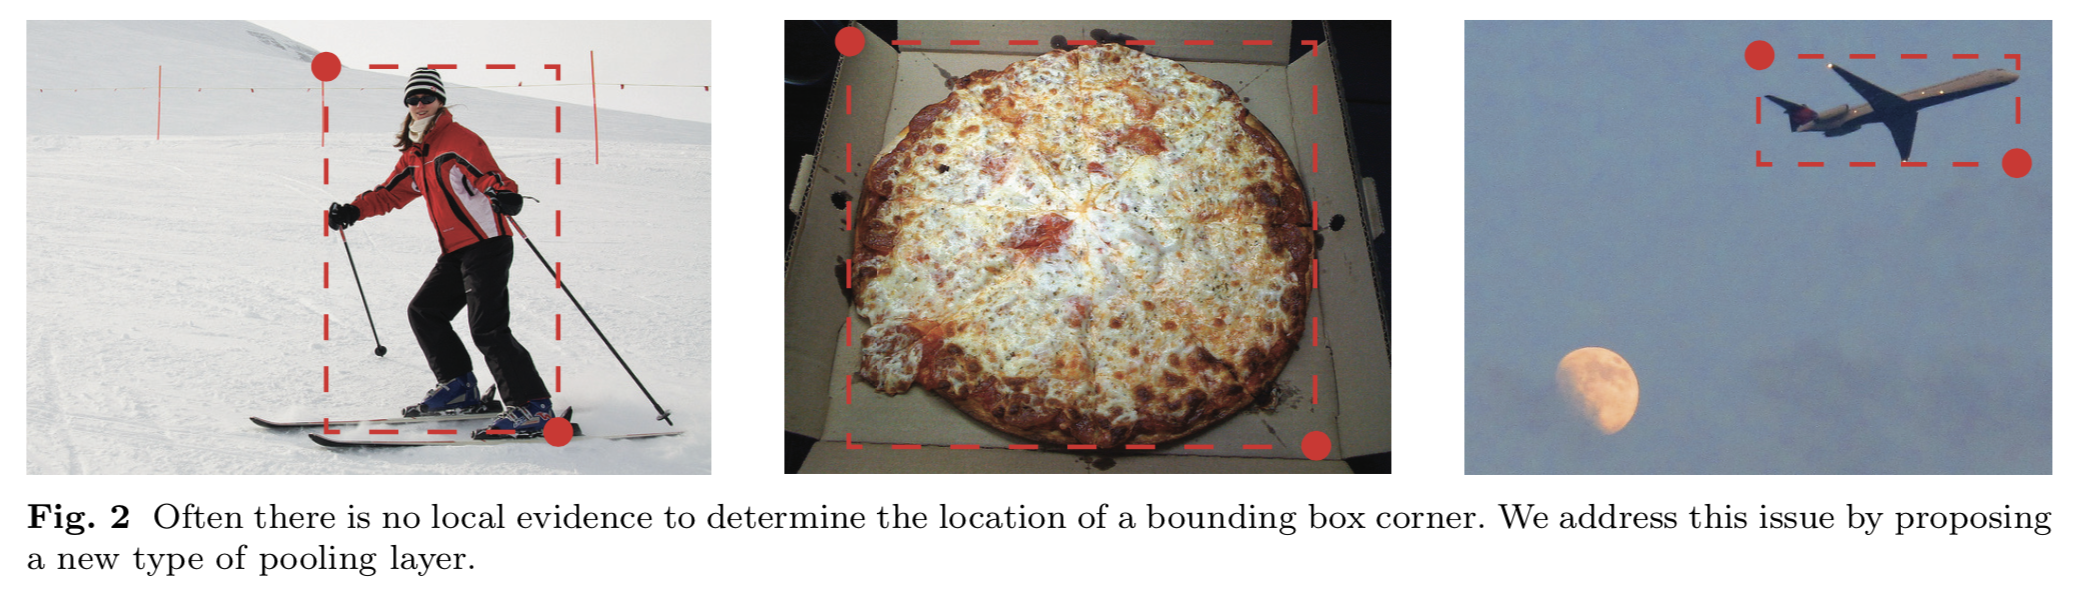 Fig. 2 Often there is no local evidence to determine the location of a bounding box corner. We address this issue by proposing
a new type of pooling layer.